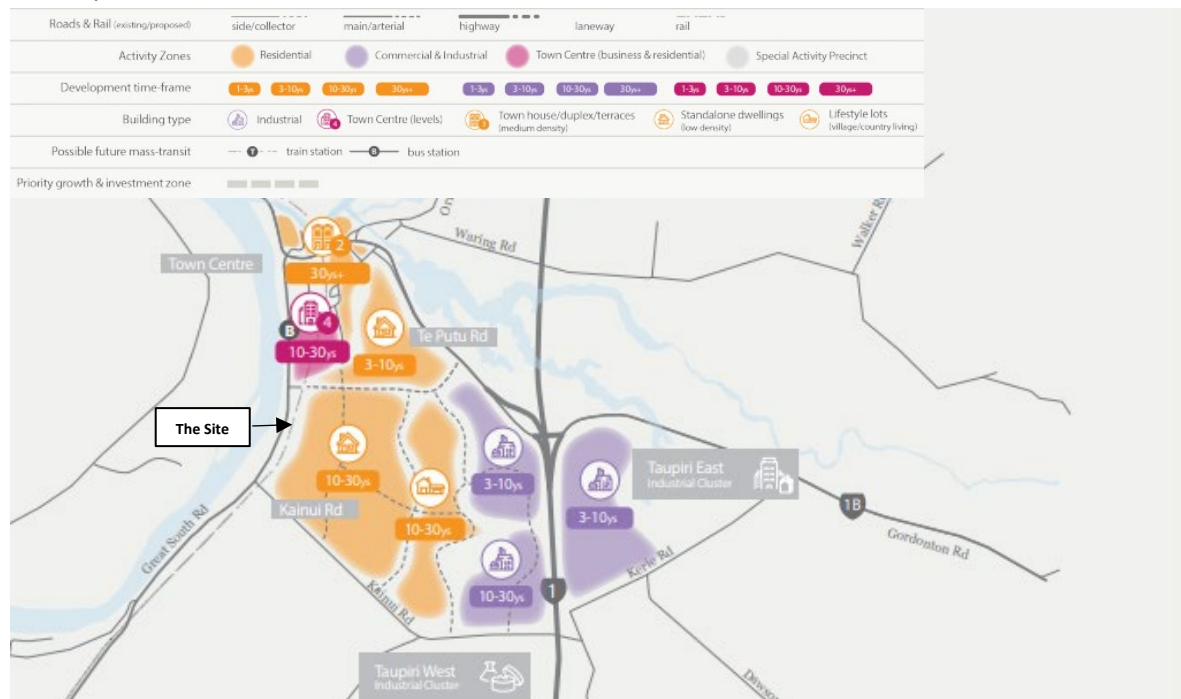 Roads & Rail (existing/proposed) side/collector main/arterial highway laneway rail
Activity Zones Residential Commercial & Industrial Town Centre (business & residential) Special Activity Precinct
Development time-frame 1-3ys 3-10ys 10-30ys 30ys+ 1-3ys 3-10ys 10-30ys 30ys+ 1-3ys 3-10ys 10-30ys 30ys+
Building type Industrial 4 Town Centre (levels) Town house/duplex/terraces
(medium density) Standalone dwellings
(low density) Lifestyle lots
(village/country living)
Possible future mass-transit T train station B bus station
Priority growth & investment zone
Walker Rd
Waring Rd
2
Town Centre
30ys+
4
B
Te Putu Rd
10-30ys
3-10ys
The Site
Taupiri East
Industrial Cluster
10-30ys
3-10ys
1B
Kainui Rd
3-10ys
10-30ys
Great South Rd
Gordonton Rd
Kerle Rd
Kainui Rd
10-30ys
1
Taupiri West
Industrial Cluster